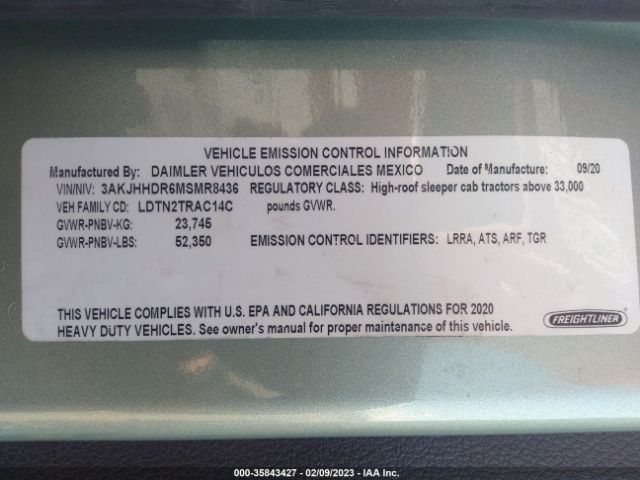 VEHICLE EMISSION CONTROL INFORMATION
Manufactured By: DAIMLER VEHICULOS COMERCIALES MEXICO Date of Manufacture: 09/20
VIN/NIV: 3AKJHHDR6MSMR8436 REGULATORY CLASS: High-roof sleeper cab tractors above 33,000
VEH FAMILY CD: LDTN2TRAC14C pounds GVWR.
GVWR-PNBV-KG: 23,745
GVWR-PNBV-LBS: 52,350 EMISSION CONTROL IDENTIFIERS: LRRA, ATS, ARF, TGR
THIS VEHICLE COMPLIES WITH U.S. EPA AND CALIFORNIA REGULATIONS FOR 2020
HEAVY DUTY VEHICLES. See owner's manual for proper maintenance of this vehicle.
FREIGHTLINER
000-35843427 - 02/09/2023 - IAA Inc.